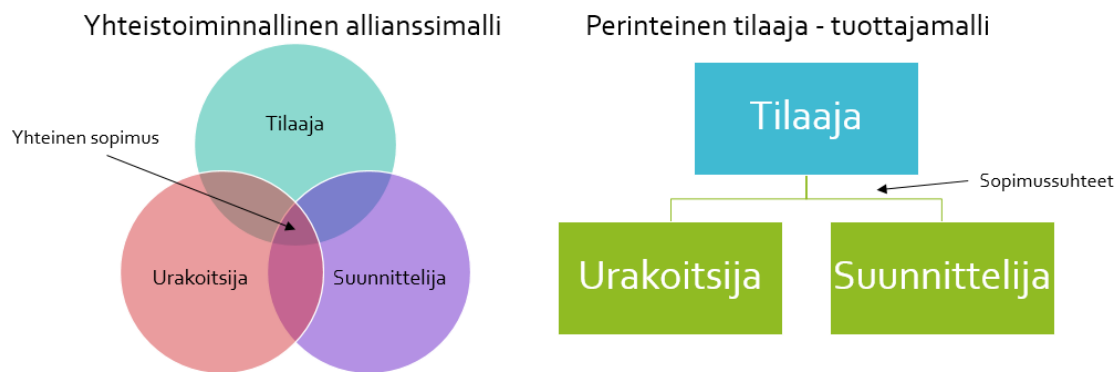 Yhteistoiminnallinen allianssimalli
Tilaaja
Yhteinen sopimus
Urakoitsija
Suunnittelija
Perinteinen tilaaja - tuottajamalli
Tilaaja
Sopimussuhteet
Urakoitsija
Suunnittelija